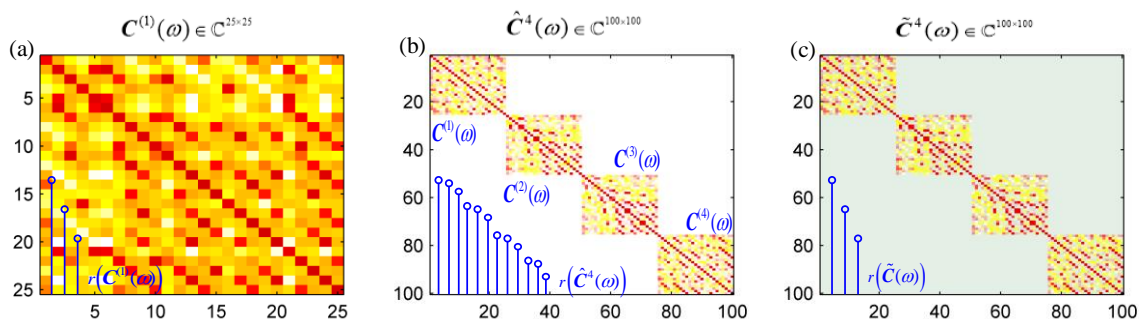 C^(1)(ω) ∈ ℂ^25×25
(a)
5
10
15
20
25
5 10 15 20 25
r(C^(1)(ω))
Ĉ^4(ω) ∈ ℂ^100×100
(b)
20
40
60
80
100
20 40 60 80 100
C^(1)(ω)
C^(2)(ω)
C^(3)(ω)
C^(4)(ω)
r(Ĉ^4(ω))
C̃^4(ω) ∈ ℂ^100×100
(c)
20
40
60
80
100
20 40 60 80 100
r(C̃(ω))